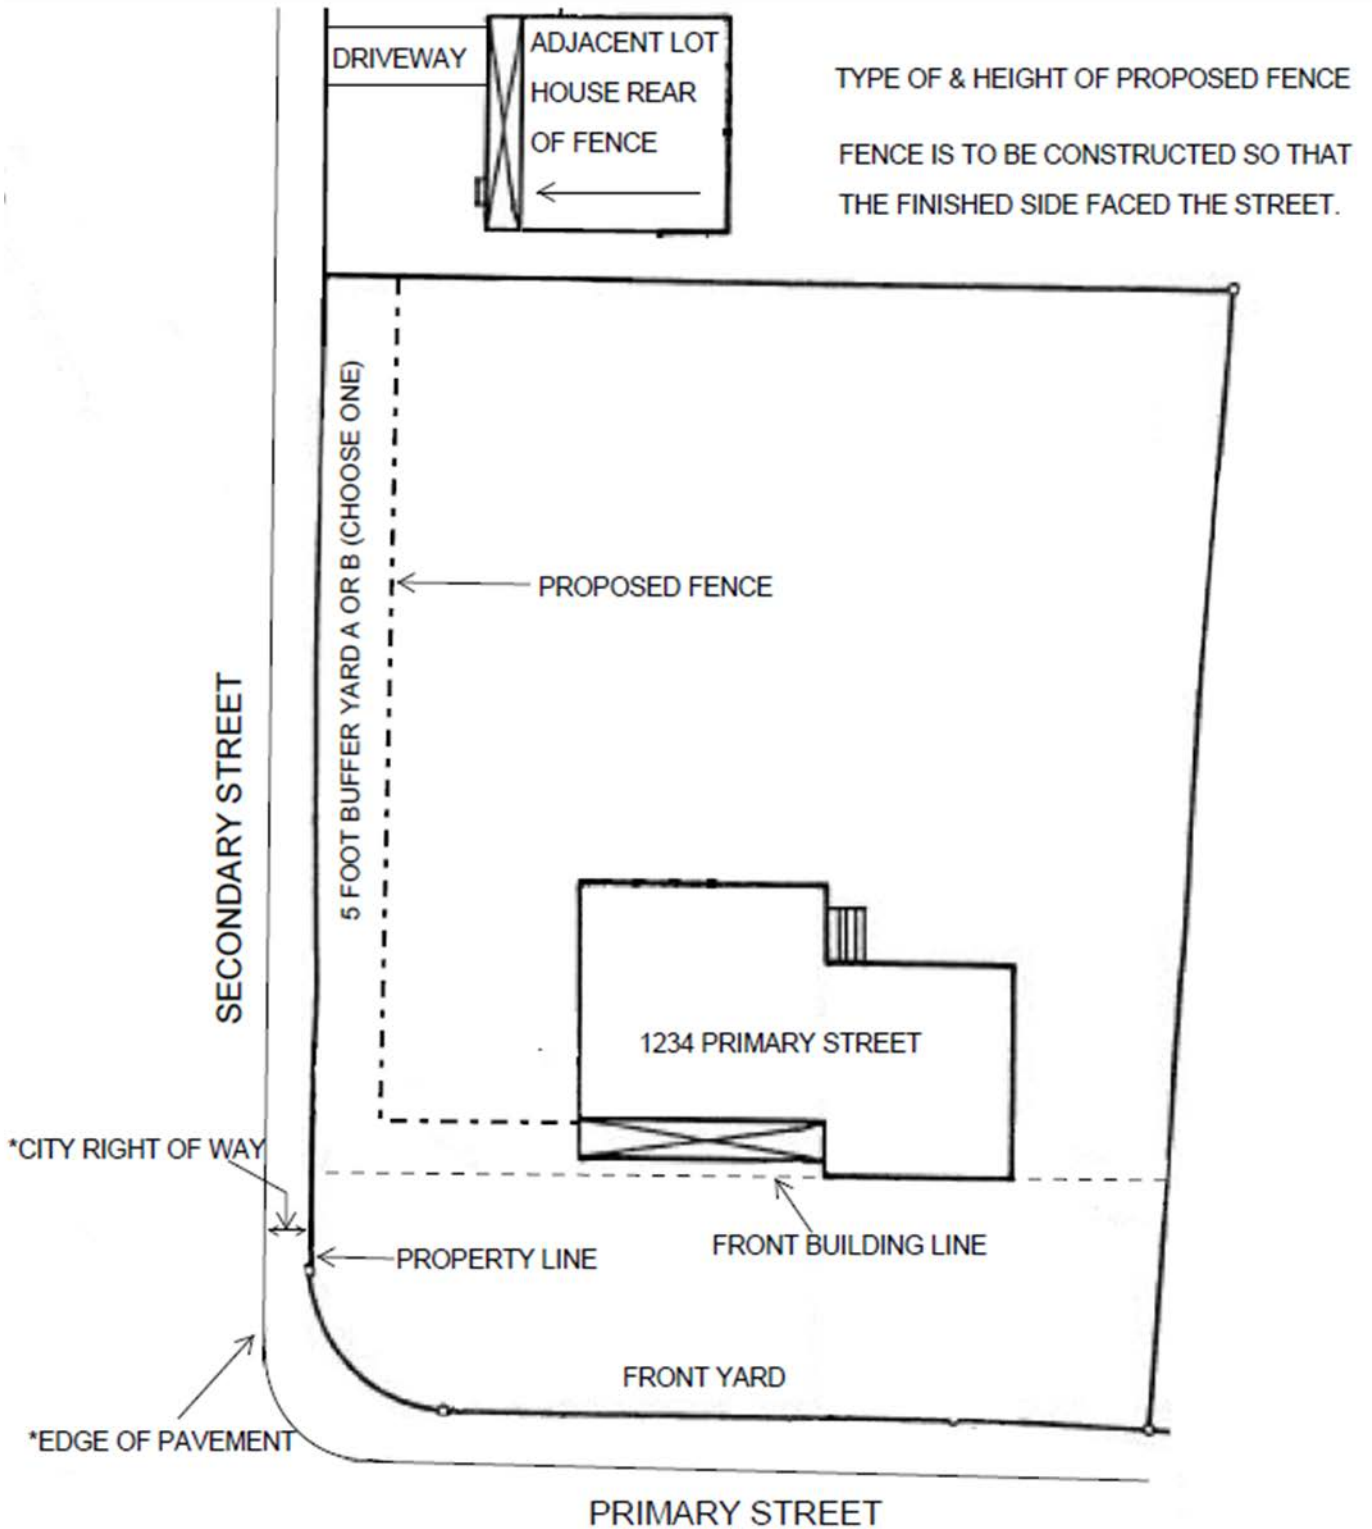 DRIVEWAY
ADJACENT LOT
HOUSE REAR
OF FENCE
TYPE OF & HEIGHT OF PROPOSED FENCE
FENCE IS TO BE CONSTRUCTED SO THAT
THE FINISHED SIDE FACED THE STREET.
5 FOOT BUFFER YARD A OR B (CHOOSE ONE)
PROPOSED FENCE
SECONDARY STREET
1234 PRIMARY STREET
*CITY RIGHT OF WAY
FRONT BUILDING LINE
PROPERTY LINE
FRONT YARD
*EDGE OF PAVEMENT
PRIMARY STREET